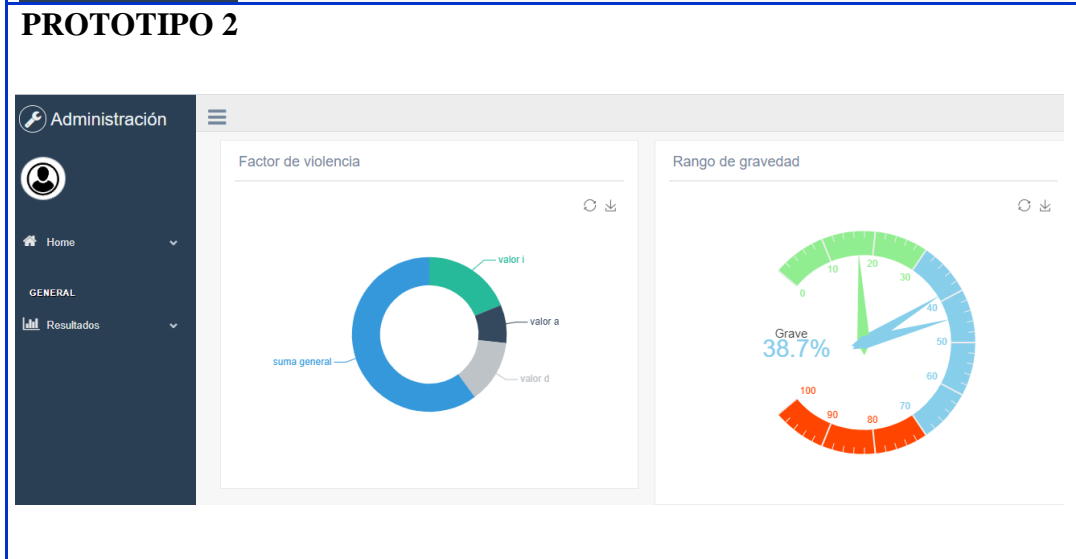 PROTOTIPO 2
Administración
Home
GENERAL
Resultados
Factor de violencia
valor i
valor a
valor d
suma general
Rango de gravedad
0
10
20
30
40
50
60
70
80
90
100
Grave
38.7%